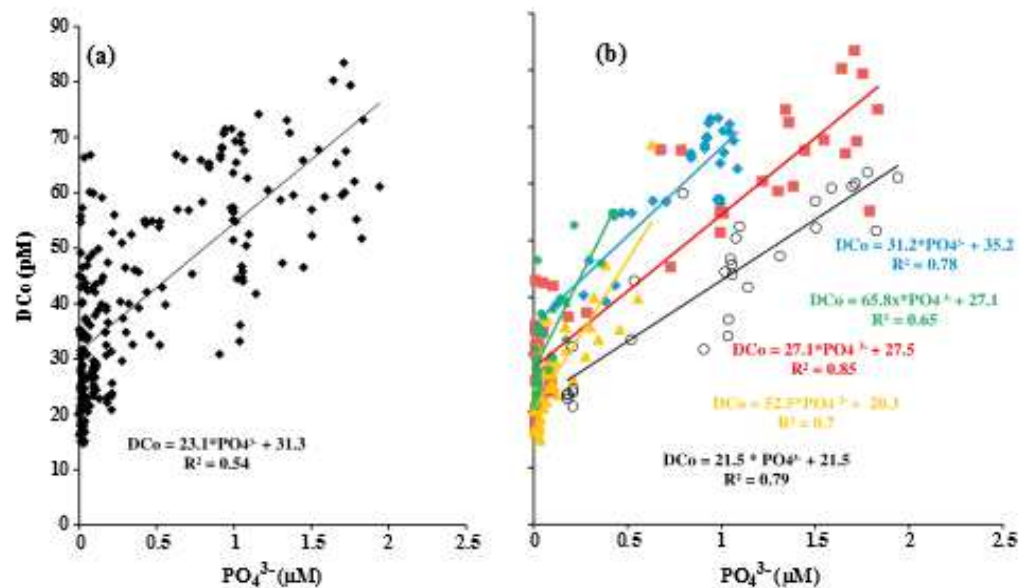 (a)
(b)
90
80
70
60
50
40
30
20
10
0
DCo (pM)
DCo = 23.1*PO4³⁻ + 31.3
R² = 0.54
0 0.5 1 1.5 2 2.5
PO₄³⁻ (µM)
DCo = 31.2*PO4³⁻ + 35.2
R² = 0.78
DCo = 65.8x*PO4³⁻ + 27.1
R² = 0.65
DCo = 27.1*PO4 ³⁻ + 27.5
R² = 0.85
DCo = 52.5*PO4 ³⁻ + 20.3
R² = 0.7
DCo = 21.5 * PO4³⁻ + 21.5
R² = 0.79
0 0.5 1 1.5 2 2.5
PO₄³⁻ (µM)